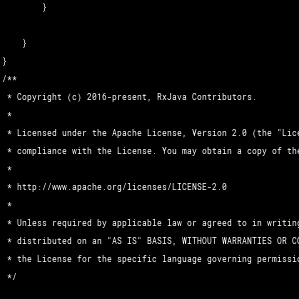 }
}
}
/**
* Copyright (c) 2016-present, RxJava Contributors.
*
* Licensed under the Apache License, Version 2.0 (the "Lice
* compliance with the License. You may obtain a copy of the
*
* http://www.apache.org/licenses/LICENSE-2.0
*
* Unless required by applicable law or agreed to in writing
* distributed on an "AS IS" BASIS, WITHOUT WARRANTIES OR CO
* the License for the specific language governing permissio
*/